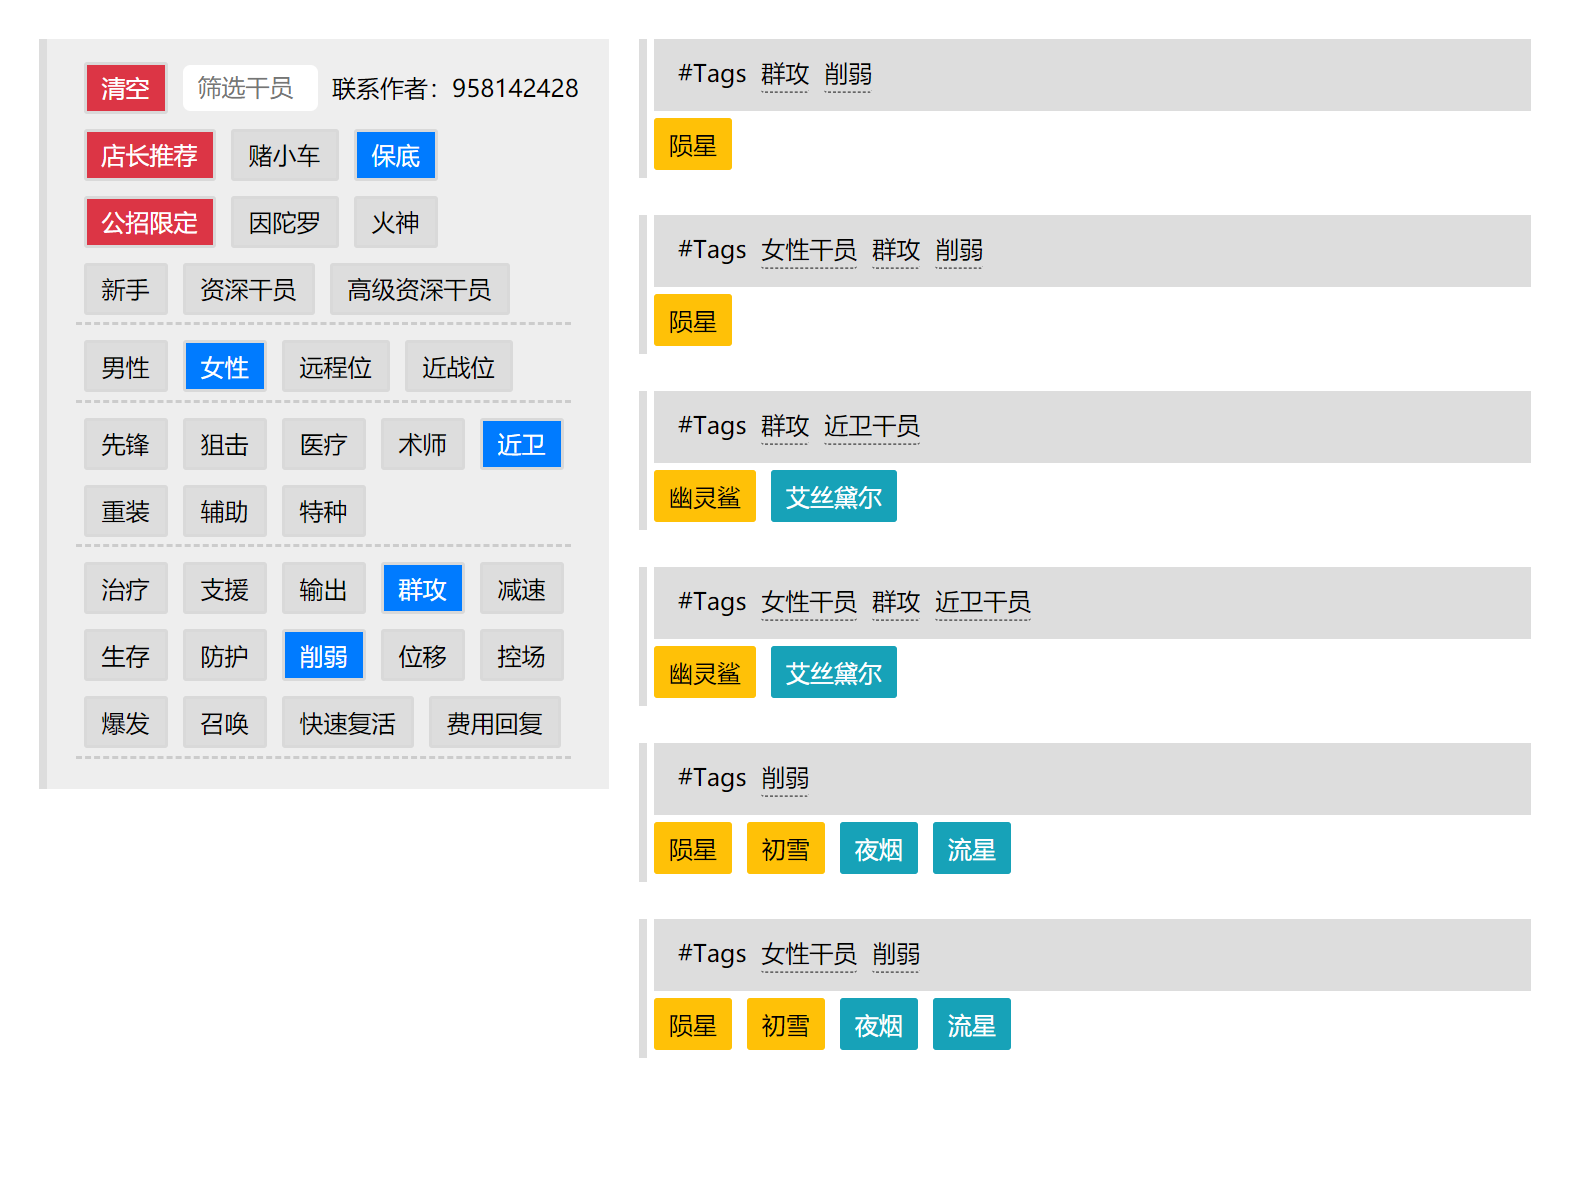 清空 筛选干员 联系作者：958142428
店长推荐 赌小车 保底
公招限定 因陀罗 火神
新手 资深干员 高级资深干员
男性 女性 远程位 近战位
先锋 狙击 医疗 术师 近卫
重装 辅助 特种
治疗 支援 输出 群攻 减速
生存 防护 削弱 位移 控场
爆发 召唤 快速复活 费用回复
#Tags 群攻 削弱
陨星
#Tags 女性干员 群攻 削弱
陨星
#Tags 群攻 近卫干员
幽灵鲨 艾丝黛尔
#Tags 女性干员 群攻 近卫干员
幽灵鲨 艾丝黛尔
#Tags 削弱
陨星 初雪 夜烟 流星
#Tags 女性干员 削弱
陨星 初雪 夜烟 流星